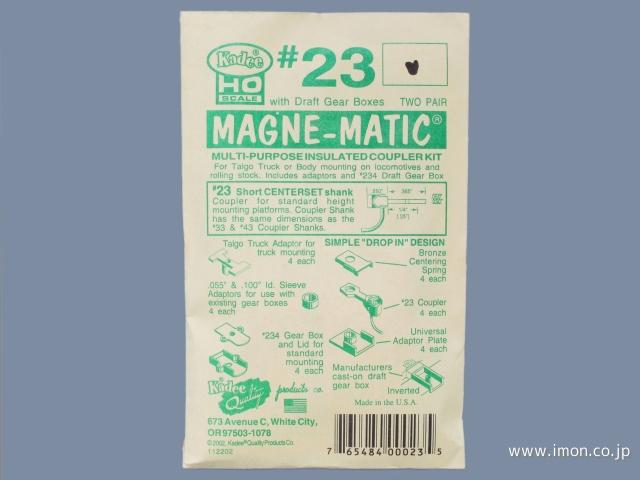 Kadee®
HO
SCALE
#23
with Draft Gear Boxes TWO PAIR
MAGNE-MATIC®
MULTI-PURPOSE INSULATED COUPLER KIT
For Talgo Truck or Body mounting on locomotives and
rolling stock. Includes adaptors and #234 Draft Gear Box
#23 Short CENTERSET shank
Coupler for standard height
mounting platforms. Coupler Shank
has the same dimensions as the
#33 & #43 Coupler Shanks.
.250" .365"
1/4"
Talgo Truck Adaptor for
truck mounting
4 each
SIMPLE "DROP IN" DESIGN
Bronze
Centering
Spring
4 each
.055" & .100" Id. Sleeve
Adaptors for use with
existing gear boxes
4 each
#23 Coupler
4 each
#234 Gear Box
and Lid for
standard
mounting
4 each
Universal
Adaptor Plate
4 each
Manufacturers
cast-on draft
gear box
Inverted
Kadee®
Quality
products co.
Made in the U.S.A.
673 Avenue C, White City,
OR 97503-1078
©2002, Kadee® Quality Products Co.
112202
7 65484 00023 5
www.imon.co.jp